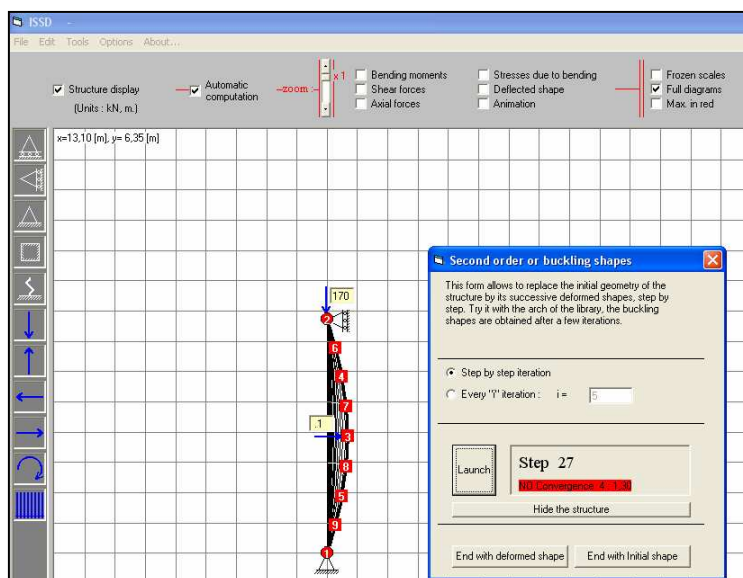 ISSD -
File Edit Tools Options About...
Structure display
(Units : kN, m.)
Automatic
computation
zoom :
x 1
Bending moments
Shear forces
Axial forces
Stresses due to bending
Deflected shape
Animation
Frozen scales
Full diagrams
Max. in red
x=13,10 [m], y= 6,35 [m]
170
2
6
4
7
.1
3
8
5
9
1
Second order or buckling shapes
This form allows to replace the initial geometry of the
structure by its successive deformed shapes, step by
step. Try it with the arch of the library, the buckling
shapes are obtained after a few iterations.
Step by step iteration
Every "i" iteration : i = 5
Launch
Step 27
NO Convergence 4 : 1,30
Hide the structure
End with deformed shape
End with Initial shape